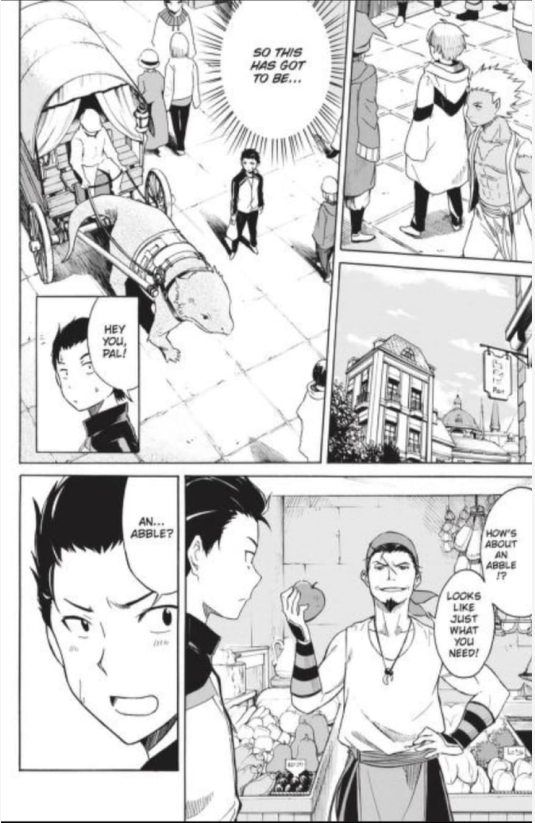 SO THIS
HAS GOT
TO BE...
HEY
YOU,
PAL!
HOW'S
ABOUT
AN
ABBLE
!?
LOOKS
LIKE
JUST
WHAT
YOU
NEED!
AN...
ABBLE?